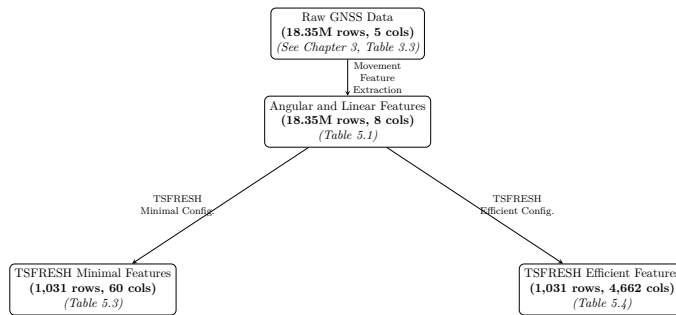 Raw GNSS Data
(18.35M rows, 5 cols)
(See Chapter 3, Table 3.3)
Movement
Feature
Extraction
Angular and Linear Features
(18.35M rows, 8 cols)
(Table 5.1)
TSFRESH
Minimal Config.
TSFRESH
Efficient Config.
TSFRESH Minimal Features
(1,031 rows, 60 cols)
(Table 5.3)
TSFRESH Efficient Features
(1,031 rows, 4,662 cols)
(Table 5.4)